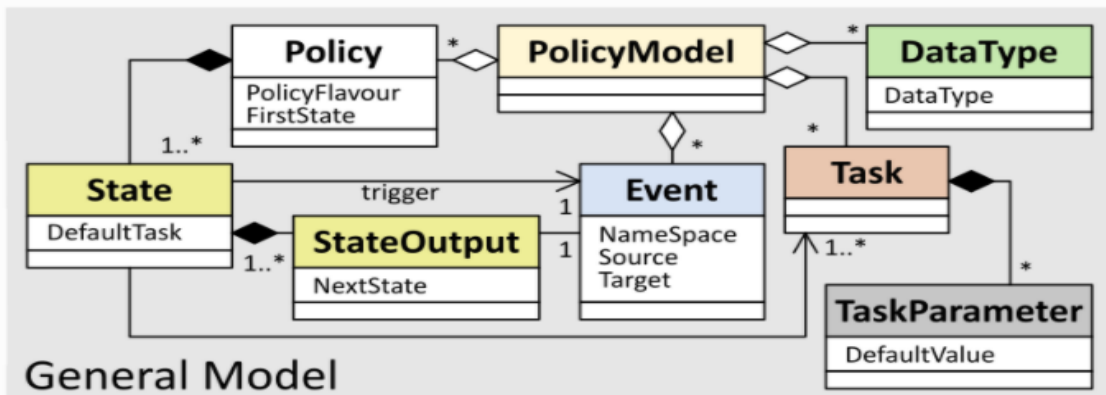 Policy
PolicyFlavour
FirstState
*
PolicyModel
*
DataType
DataType
1..*
*
*
State
DefaultTask
trigger
1
Event
NameSpace
Source
Target
Task
1..*
StateOutput
NextState
1
1..*
*
TaskParameter
DefaultValue
General Model